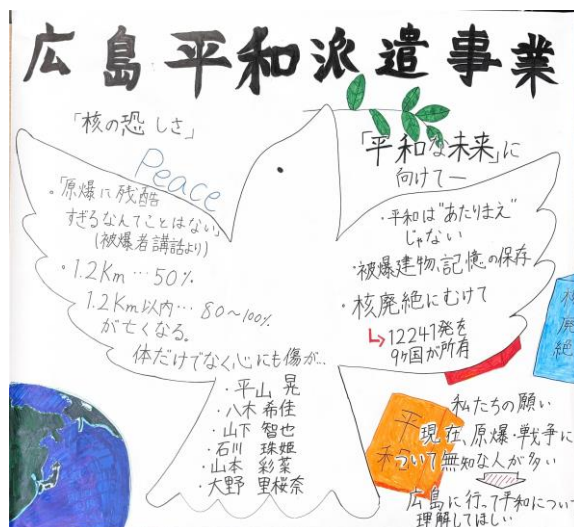 広島平和派遣事業
「核の恐しさ」
Peace
。「原爆に残酷
すぎるなんてことはない」
(被爆者講話より)
・1.2Km…50%
1.2Km以内…80〜100%
が亡くなる。
体だけでなく、心にも傷が…
・平山 晃
・八木 希佳
・山下 智也
・石川 珠姫
・山本 彩菜
・大野 里桜奈
「平和な未来」に
向けてー
・平和は"あたりまえ"
じゃない
・被爆建物、記憶の保存
・核廃絶にむけて
↳12241発を
9ヶ国が所有
廃
絶
平
和
私たちの願い
現在、原爆・戦争に
ついて無知な人が多い
広島に行って平和につい
理解してほしい